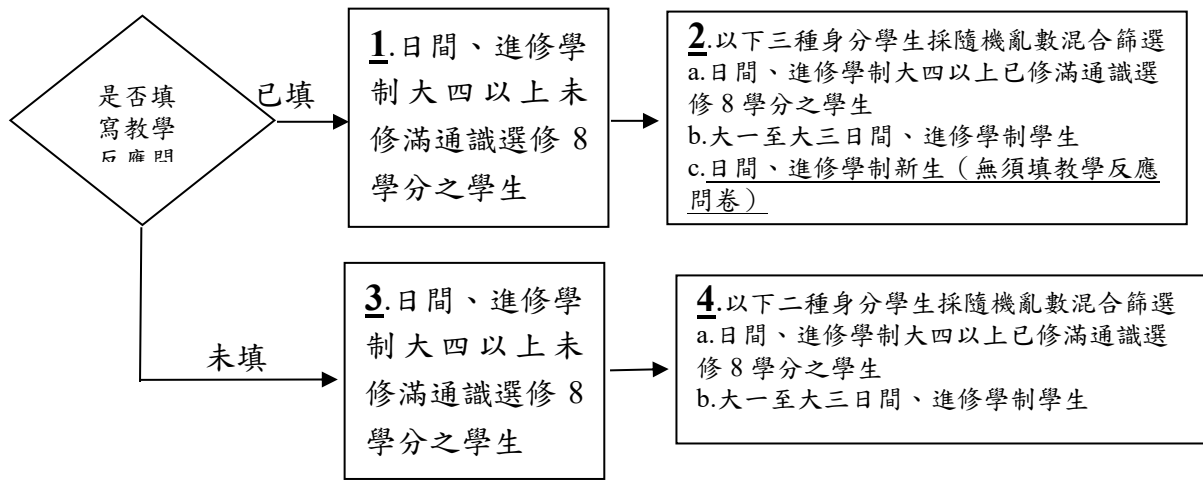 是否填
寫教學
反應問
已填
1.日間、進修學
制大四以上未
修滿通識選修 8
學分之學生
2.以下三種身分學生採隨機亂數混合篩選
a.日間、進修學制大四以上已修滿通識選
修 8 學分之學生
b.大一至大三日間、進修學制學生
c.日間、進修學制新生（無須填教學反應
問卷）
未填
3.日間、進修學
制大四以上未
修滿通識選修 8
學分之學生
4.以下二種身分學生採隨機亂數混合篩選
a.日間、進修學制大四以上已修滿通識選
修 8 學分之學生
b.大一至大三日間、進修學制學生